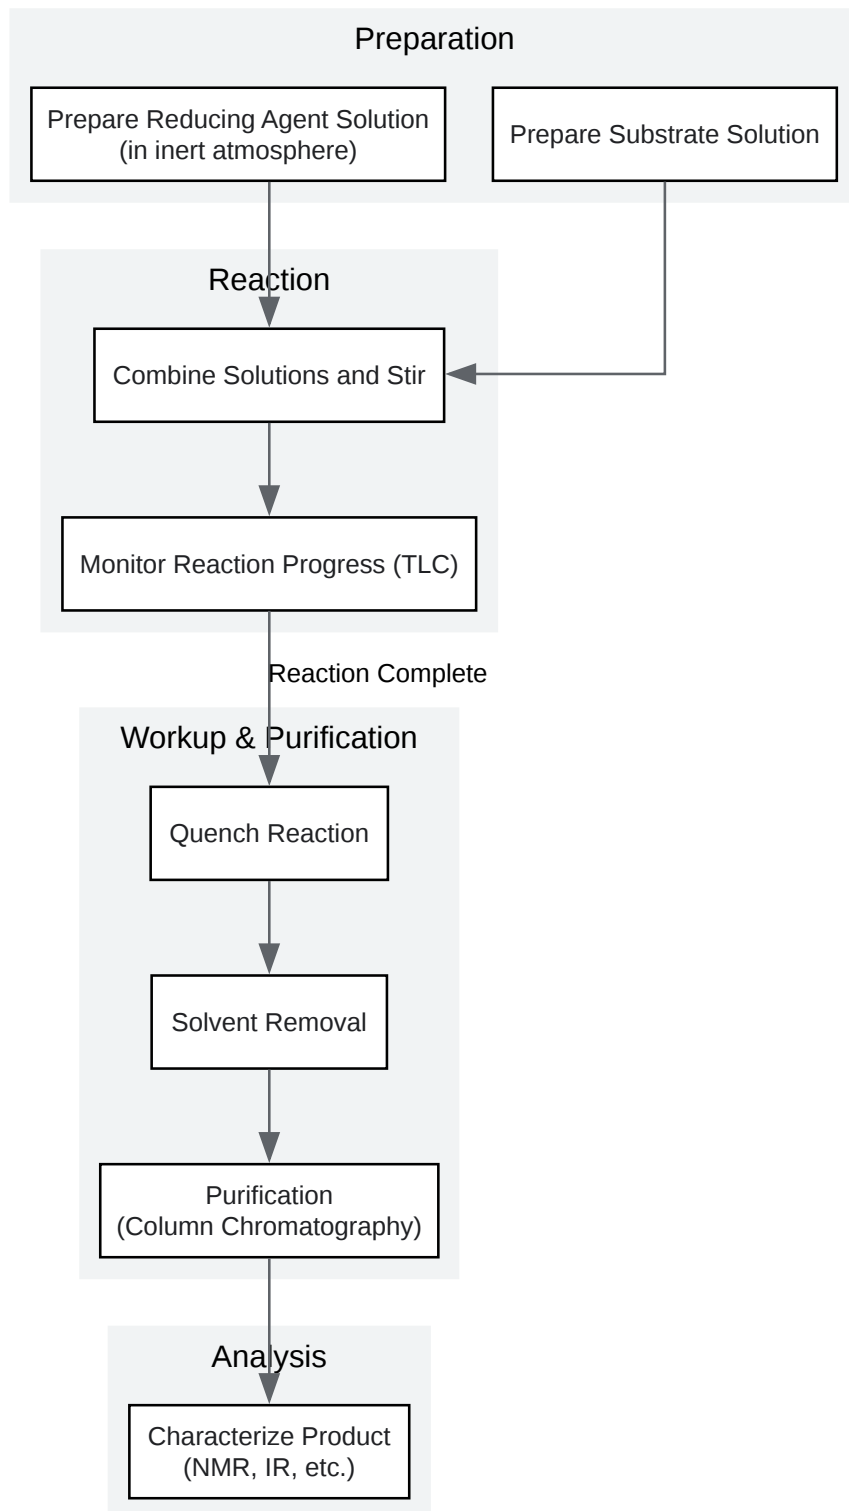 Preparation
Prepare Reducing Agent Solution
(in inert atmosphere)
Prepare Substrate Solution
Reaction
Combine Solutions and Stir
Monitor Reaction Progress (TLC)
Reaction Complete
Workup & Purification
Quench Reaction
Solvent Removal
Purification
(Column Chromatography)
Analysis
Characterize Product
(NMR, IR, etc.)